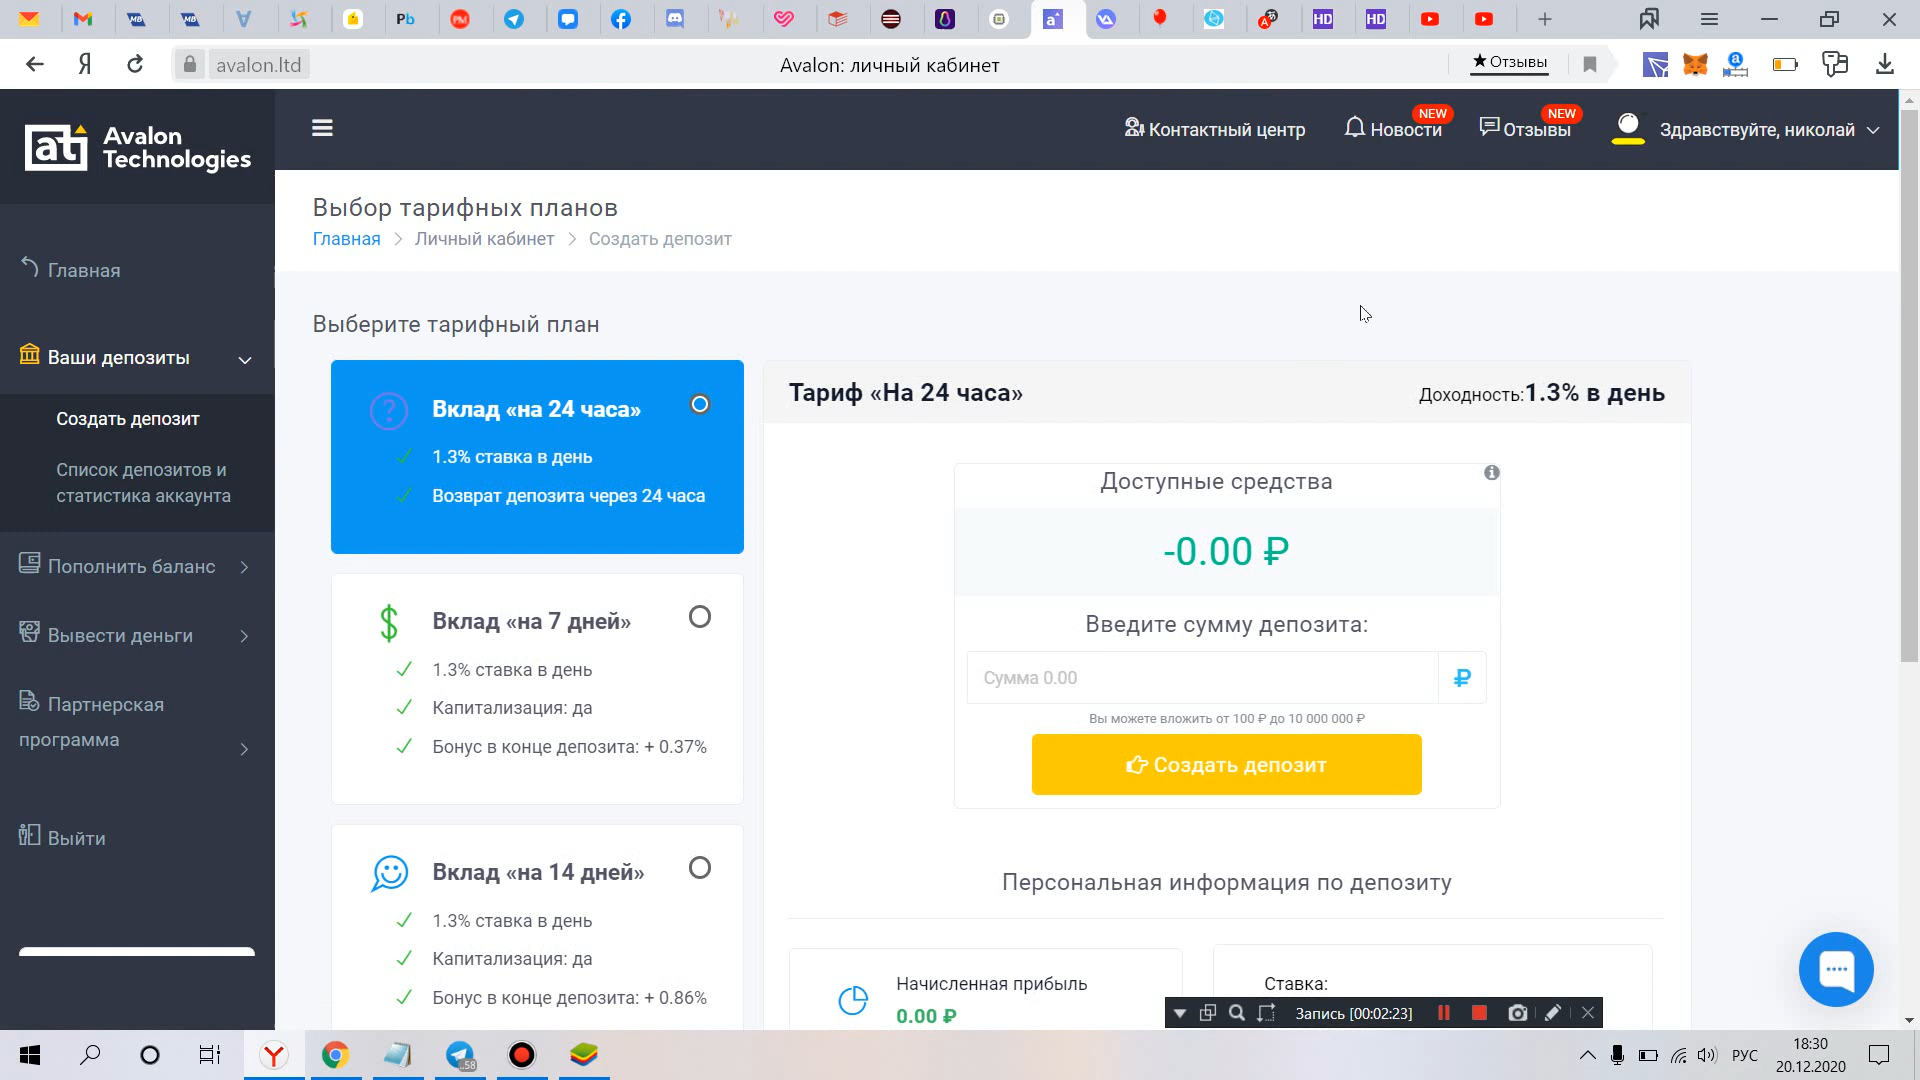 avalon.ltd
Avalon: личный кабинет
★ Отзывы
at Avalon Technologies
Контактный центр
Новости
NEW
Отзывы
NEW
Здравствуйте, николай
Главная
Ваши депозиты
Создать депозит
Список депозитов и
статистика аккаунта
Пополнить баланс
Вывести деньги
Партнерская
программа
Выйти
Выбор тарифных планов
Главная > Личный кабинет > Создать депозит
Выберите тарифный план
Вклад «на 24 часа»
1.3% ставка в день
Возврат депозита через 24 часа
Вклад «на 7 дней»
1.3% ставка в день
Капитализация: да
Бонус в конце депозита: + 0.37%
Вклад «на 14 дней»
1.3% ставка в день
Капитализация: да
Бонус в конце депозита: + 0.86%
Тариф «На 24 часа»
Доходность:1.3% в день
Доступные средства
-0.00 ₽
Введите сумму депозита:
Сумма 0.00
₽
Вы можете вложить от 100 ₽ до 10 000 000 ₽
Создать депозит
Персональная информация по депозиту
Начисленная прибыль
0.00 ₽
Ставка:
Запись [00:02:23]
РУС
18:30
20.12.2020